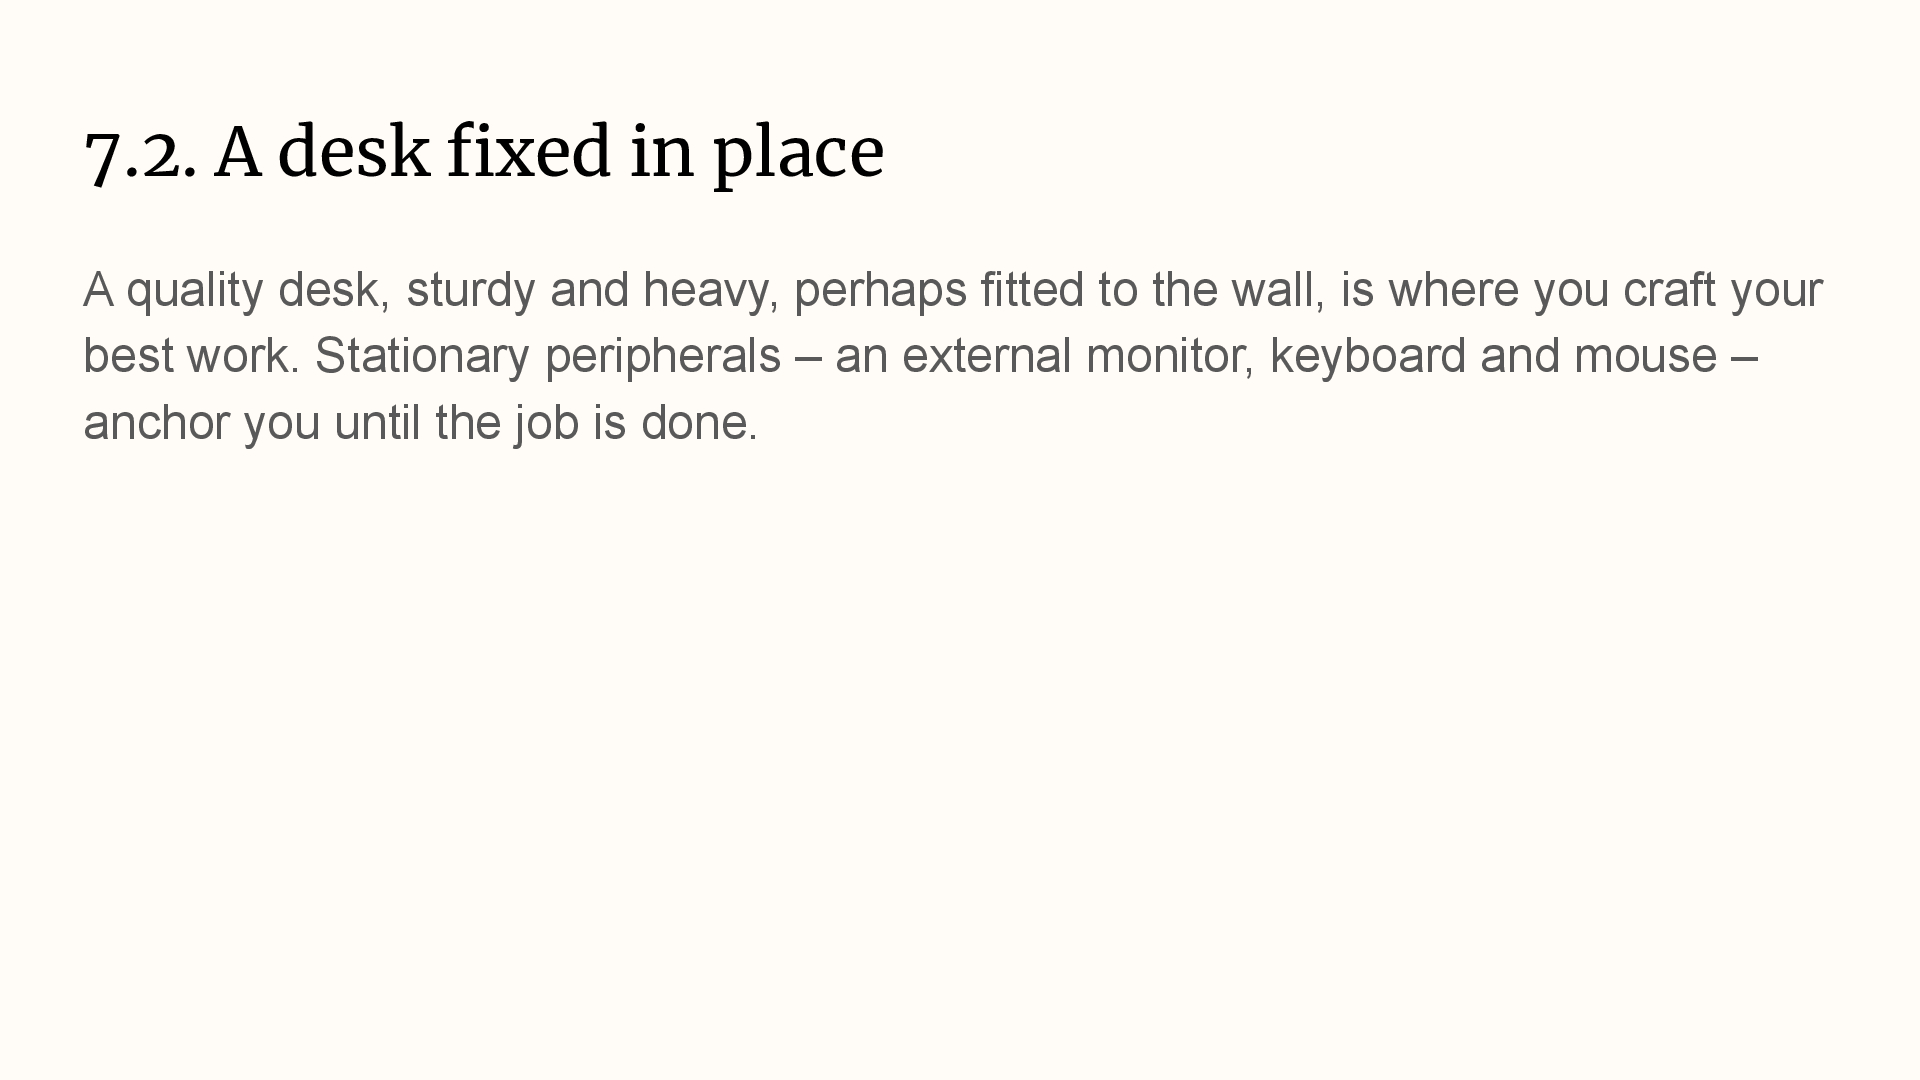 7.2. A desk fixed in place
A quality desk, sturdy and heavy, perhaps fitted to the wall, is where you craft your
best work. Stationary peripherals – an external monitor, keyboard and mouse –
anchor you until the job is done.